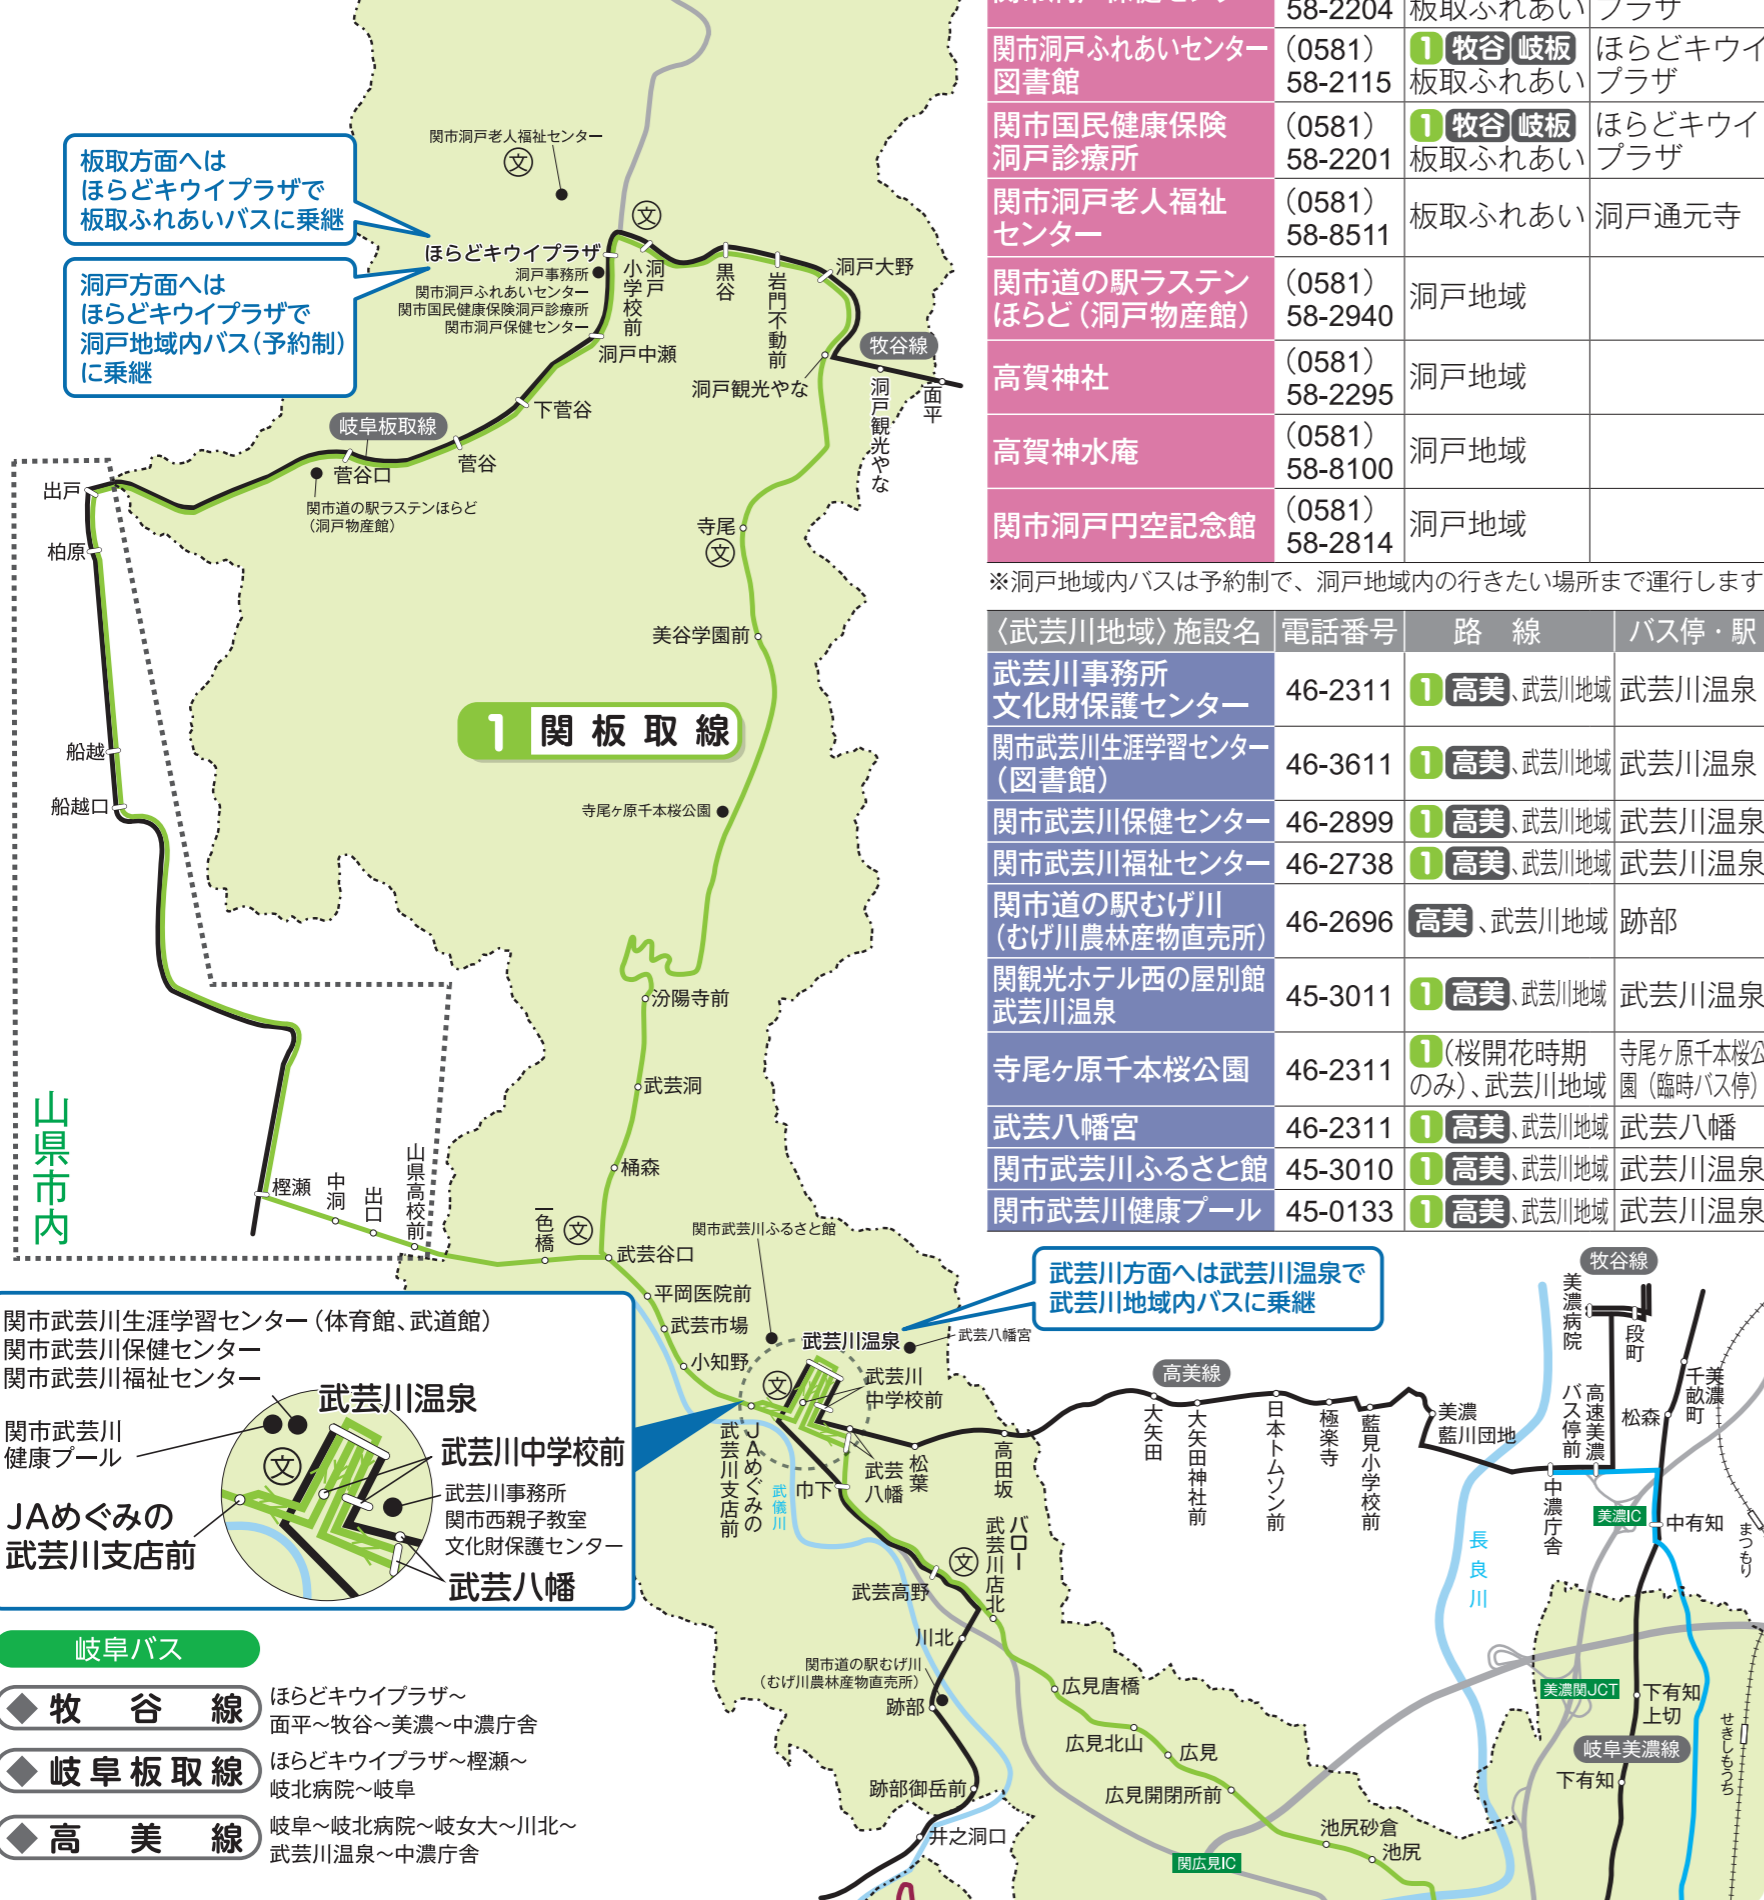 板取方面へは
ほらどキウイプラザで
板取ふれあいバスに乗継
洞戸方面へは
ほらどキウイプラザで
洞戸地域内バス(予約制)
に乗継
関市洞戸老人福祉センター
文
文
ほらどキウイプラザ
洞戸事務所
関市洞戸ふれあいセンター
関市国民健康保険洞戸診療所
関市洞戸保健センター
洞戸
小学校前
黒谷
岩門不動前
洞戸大野
牧谷線
洞戸中瀬
洞戸観光やな
洞戸観光やな
面平
下菅谷
岐阜板取線
菅谷
菅谷口
関市道の駅ラステンほらど
(洞戸物産館)
出戸
柏原
寺尾
文
美谷学園前
1 関板取線
船越
船越口
寺尾ヶ原千本桜公園
汾陽寺前
武芸洞
桶森
山県市内
樫瀬
中洞
出口
山県高校前
一色橋
文
武芸谷口
関市武芸川ふるさと館
平岡医院前
武芸市場
小知野
武芸川温泉
武芸八幡宮
文
武芸川
中学校前
JAめぐみの
武芸川支店前
武儀川
巾下
武芸
八幡
松葉
高田坂
58-2204 板取ふれあい プラザ
関市洞戸ふれあいセンター
図書館 (0581)
58-2115 1 牧谷 岐板
板取ふれあい ほらどキウイ
プラザ
関市国民健康保険
洞戸診療所 (0581)
58-2201 1 牧谷 岐板
板取ふれあい ほらどキウイ
プラザ
関市洞戸老人福祉
センター (0581)
58-8511 板取ふれあい 洞戸通元寺
関市道の駅ラステン
ほらど(洞戸物産館) (0581)
58-2940 洞戸地域
高賀神社 (0581)
58-2295 洞戸地域
高賀神水庵 (0581)
58-8100 洞戸地域
関市洞戸円空記念館 (0581)
58-2814 洞戸地域
※洞戸地域内バスは予約制で、洞戸地域内の行きたい場所まで運行します
〈武芸川地域〉施設名 電話番号 路線 バス停・駅
武芸川事務所
文化財保護センター 46-2311 1 高美、武芸川地域 武芸川温泉
関市武芸川生涯学習センター
(図書館) 46-3611 1 高美、武芸川地域 武芸川温泉
関市武芸川保健センター 46-2899 1 高美、武芸川地域 武芸川温泉
関市武芸川福祉センター 46-2738 1 高美、武芸川地域 武芸川温泉
関市道の駅むげ川
(むげ川農林産物直売所) 46-2696 高美、武芸川地域 跡部
関観光ホテル西の屋別館
武芸川温泉 45-3011 1 高美、武芸川地域 武芸川温泉
寺尾ヶ原千本桜公園 46-2311 1(桜開花時期
のみ)、武芸川地域 寺尾ヶ原千本桜公
園(臨時バス停)
武芸八幡宮 46-2311 1 高美、武芸川地域 武芸八幡
関市武芸川ふるさと館 45-3010 1 高美、武芸川地域 武芸川温泉
関市武芸川健康プール 45-0133 1 高美、武芸川地域 武芸川温泉
武芸川方面へは武芸川温泉で
武芸川地域内バスに乗継
高美線
大矢田
大矢田神社前
日本トムソン前
極楽寺
藍見小学校前
美濃
藍川団地
牧谷線
美濃病院
段町
高速美濃
バス停前
松森
美濃
千畝町
中濃庁舎
美濃IC
中有知
まつもり
長良川
文
武芸高野
バロー
武芸川店北
川北
関市道の駅むげ川
(むげ川農林産物直売所)
跡部
跡部御岳前
井之洞口
広見唐橋
広見北山
広見
広見開閉所前
池尻砂倉
池尻
関広見IC
美濃関JCT
下有知
上切
岐阜美濃線
下有知
せきしもうち
関市武芸川生涯学習センター(体育館、武道館)
関市武芸川保健センター
関市武芸川福祉センター
関市武芸川
健康プール
武芸川温泉
文
武芸川中学校前
武芸川事務所
関市西親子教室
文化財保護センター
JAめぐみの
武芸川支店前
武芸八幡
岐阜バス
◆牧谷線 ほらどキウイプラザ〜
面平〜牧谷〜美濃〜中濃庁舎
◆岐阜板取線 ほらどキウイプラザ〜樫瀬〜
岐北病院〜岐阜
◆高美線 岐阜〜岐北病院〜岐女大〜川北〜
武芸川温泉〜中濃庁舎